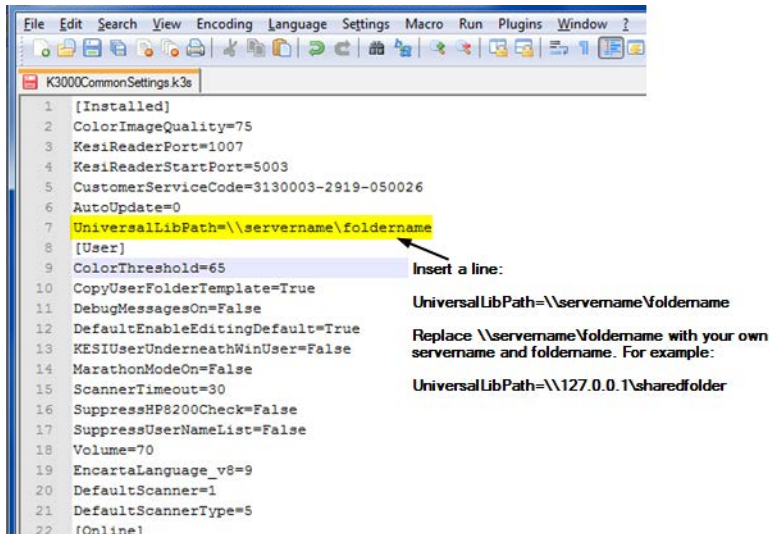 File Edit Search View Encoding Language Settings Macro Run Plugins Window ?
K3000CommonSettings.k3s
1 [Installed]
2 ColorImageQuality=75
3 KesiReaderPort=1007
4 KesiReaderStartPort=5003
5 CustomerServiceCode=3130003-2919-050026
6 AutoUpdate=0
7 UniversalLibPath=\\servername\foldername
8 [User]
9 ColorThreshold=65
10 CopyUserFolderTemplate=True
11 DebugMessagesOn=False
12 DefaultEnableEditingDefault=True
13 KESIUserUnderneathWinUser=False
14 MarathonModeOn=False
15 ScannerTimeout=30
16 SuppressHP8200Check=False
17 SuppressUserNameList=False
18 Volume=70
19 EncartaLanguage_v8=9
20 DefaultScanner=1
21 DefaultScannerType=5
22 [Online]
Insert a line:
UniversalLibPath=\\servername\foldername
Replace \\servername\foldername with your own
servername and foldername. For example:
UniversalLibPath=\\127.0.0.1\sharedfolder